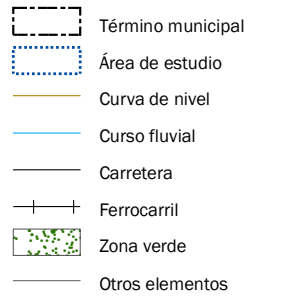 Término municipal
Área de estudio
Curva de nivel
Curso fluvial
Carretera
Ferrocarril
Zona verde
Otros elementos